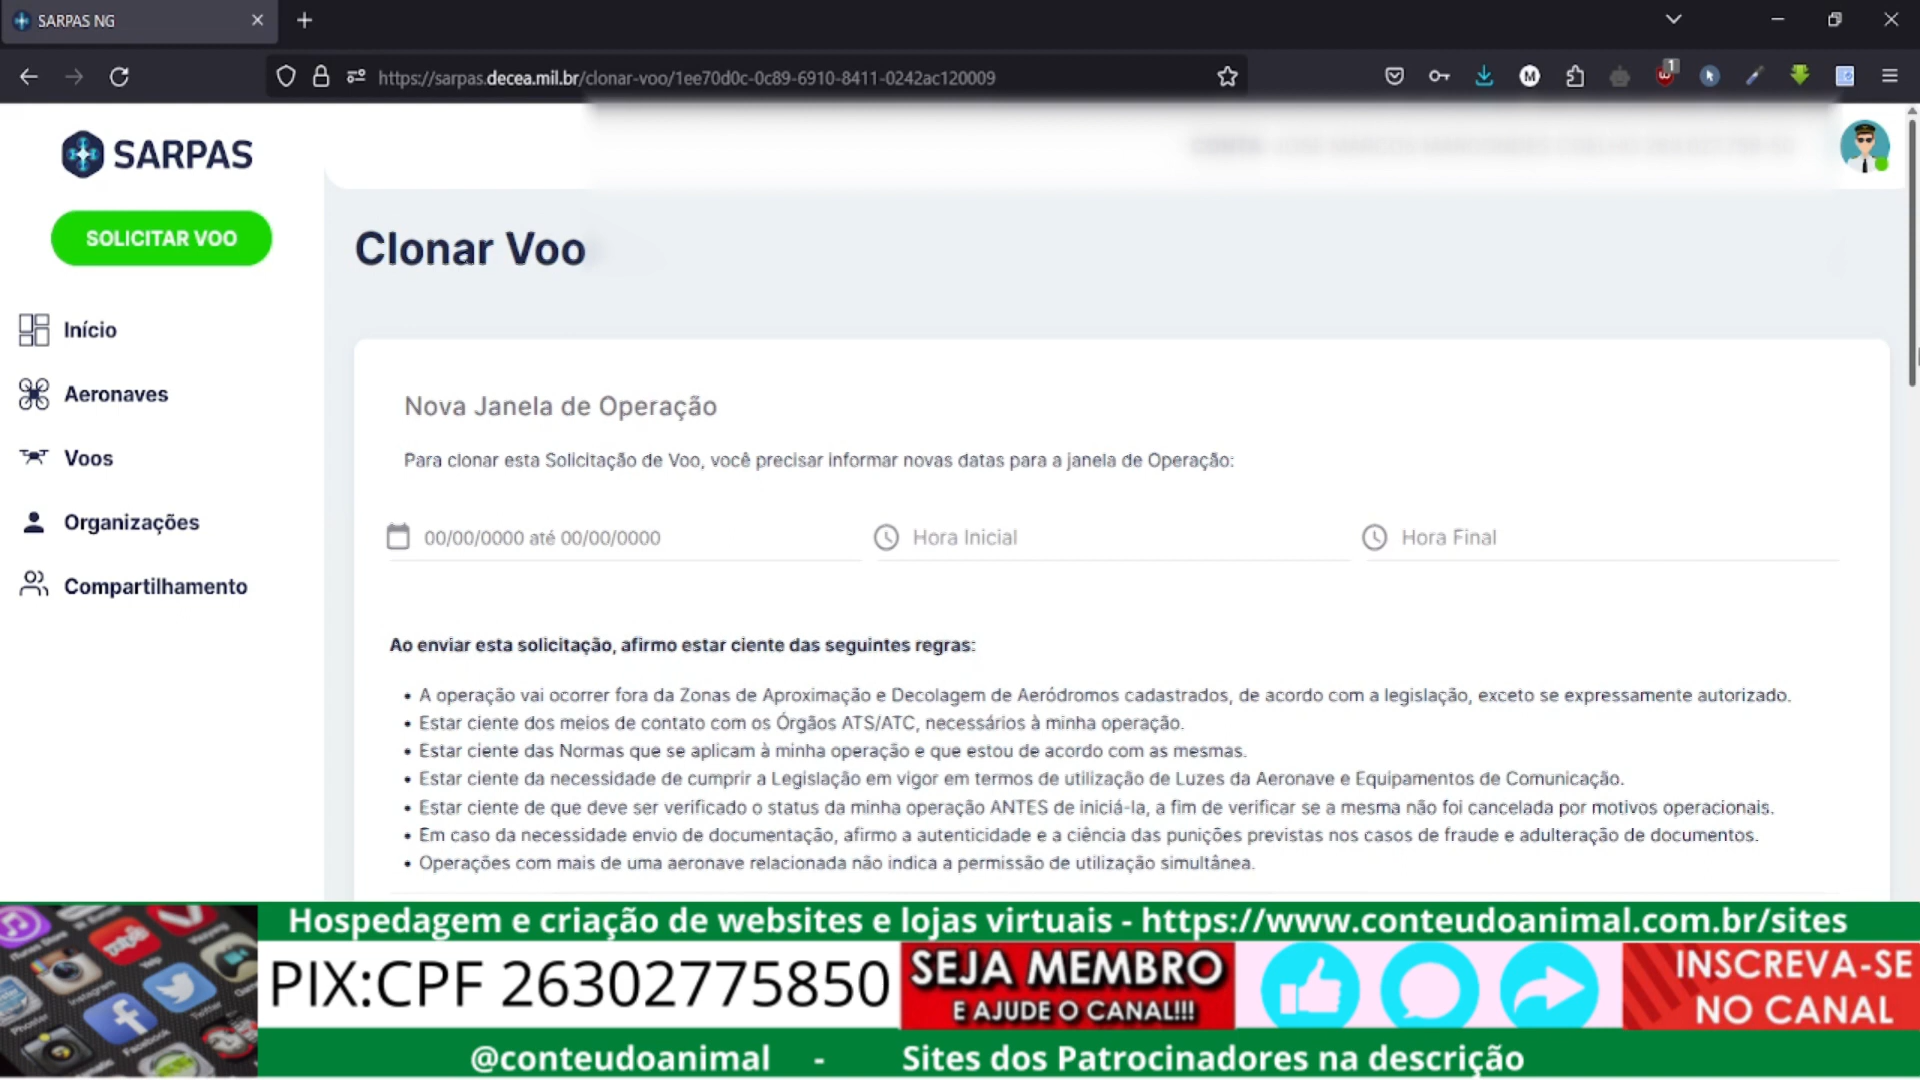 SARPAS NG
https://sarpas.decea.mil.br/clonar-voo/1ee70d0c-0c89-6910-8411-0242ac120009
M
1
SARPAS
SOLICITAR VOO
Clonar Voo
Início
Aeronaves
Voos
Organizações
Compartilhamento
Nova Janela de Operação
Para clonar esta Solicitação de Voo, você precisar informar novas datas para a janela de Operação:
00/00/0000 até 00/00/0000
Hora Inicial
Hora Final
Ao enviar esta solicitação, afirmo estar ciente das seguintes regras:
• A operação vai ocorrer fora da Zonas de Aproximação e Decolagem de Aeródromos cadastrados, de acordo com a legislação, exceto se expressamente autorizado.
• Estar ciente dos meios de contato com os Órgãos ATS/ATC, necessários à minha operação.
• Estar ciente das Normas que se aplicam à minha operação e que estou de acordo com as mesmas.
• Estar ciente da necessidade de cumprir a Legislação em vigor em termos de utilização de Luzes da Aeronave e Equipamentos de Comunicação.
• Estar ciente de que deve ser verificado o status da minha operação ANTES de iniciá-la, a fim de verificar se a mesma não foi cancelada por motivos operacionais.
• Em caso da necessidade envio de documentação, afirmo a autenticidade e a ciência das punições previstas nos casos de fraude e adulteração de documentos.
• Operações com mais de uma aeronave relacionada não indica a permissão de utilização simultânea.
Hospedagem e criação de websites e lojas virtuais - https://www.conteudoanimal.com.br/sites
PIX:CPF 26302775850
SEJA MEMBRO
E AJUDE O CANAL!!!
INSCREVA-SE
NO CANAL
@conteudoanimal - Sites dos Patrocinadores na descrição
Instagram
Twitter
Facebook